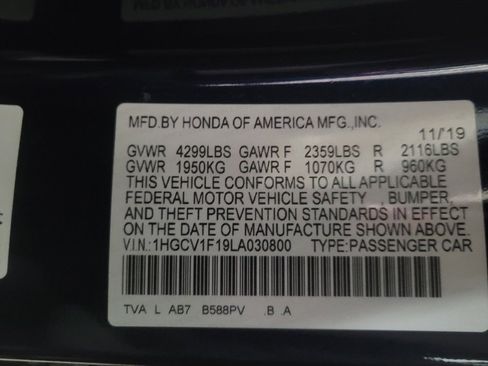 MFD.BY HONDA OF AMERICA MFG.,INC.
11/'19
GVWR 4299LBS GAWR F 2359LBS R 2116LBS
GVWR 1950KG GAWR F 1070KG R 960KG
THIS VEHICLE CONFORMS TO ALL APPLICABLE
FEDERAL MOTOR VEHICLE SAFETY , BUMPER,
AND THEFT PREVENTION STANDARDS IN EFFECT
ON THE DATE OF MANUFACTURE SHOWN ABOVE.
V.I.N.:1HGCV1F19LA030800 TYPE:PASSENGER CAR
TVA L AB7 B588PV .B .A